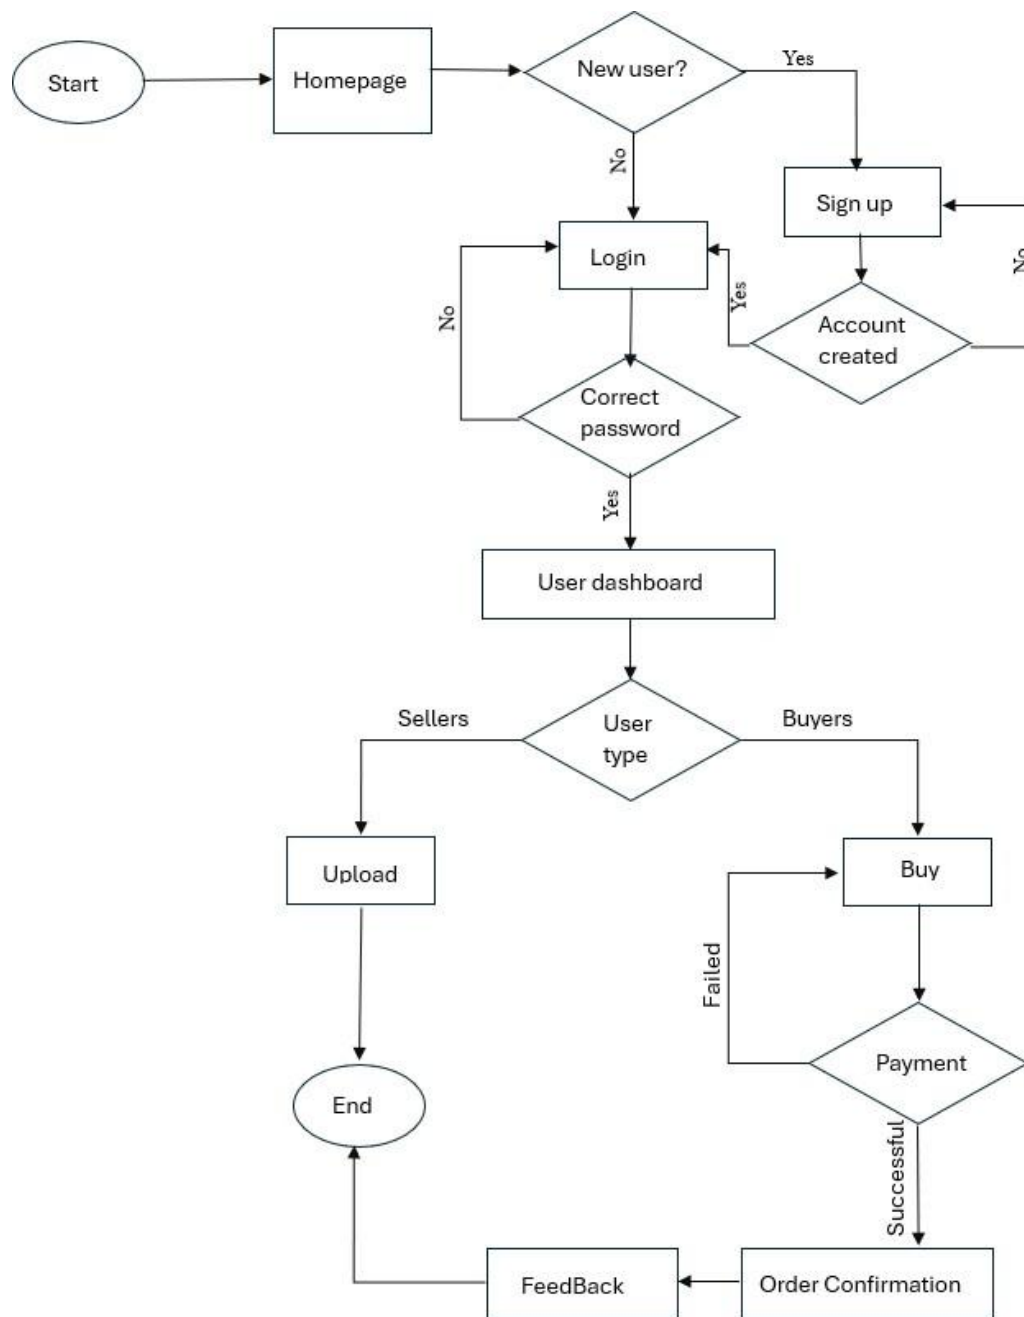 Start
Homepage
New user?
Yes
No
Sign up
Login
No
Yes
No
Account
created
Correct
password
Yes
User dashboard
Sellers
User
type
Buyers
Upload
Buy
Failed
Payment
End
Successful
FeedBack
Order Confirmation